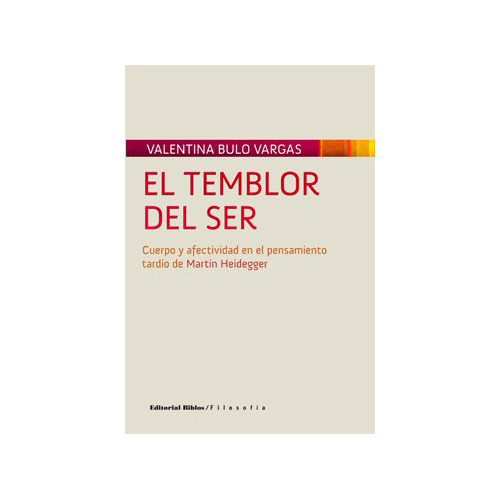 VALENTINA BULO VARGAS
EL TEMBLOR
DEL SER
Cuerpo y afectividad en el pensamiento
tardío de Martin Heidegger
Editorial Biblos/Filosofía